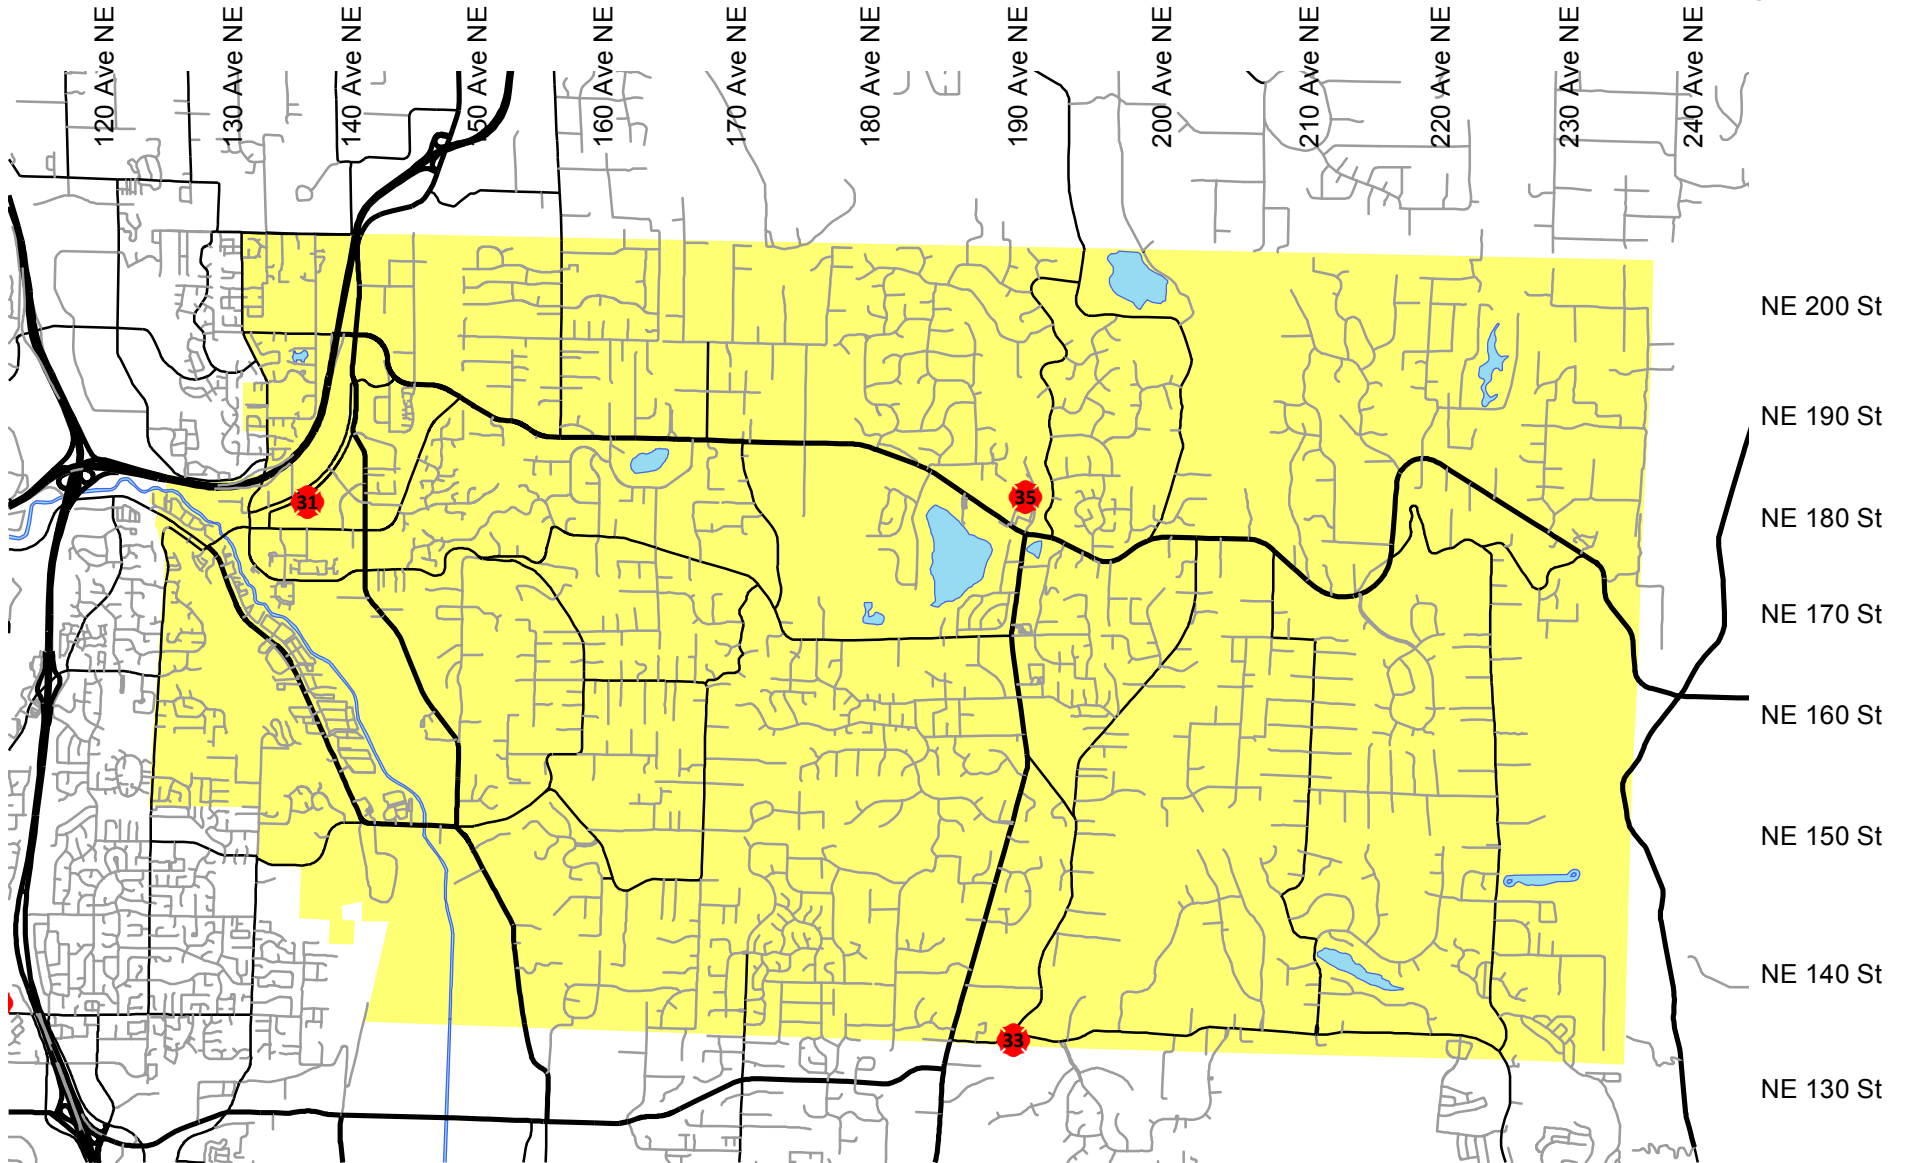 120 Ave NE
130 Ave NE
140 Ave NE
150 Ave NE
160 Ave NE
170 Ave NE
180 Ave NE
190 Ave NE
200 Ave NE
210 Ave NE
220 Ave NE
230 Ave NE
240 Ave NE
NE 200 St
NE 190 St
31
35
NE 180 St
NE 170 St
NE 160 St
NE 150 St
NE 140 St
33
NE 130 St